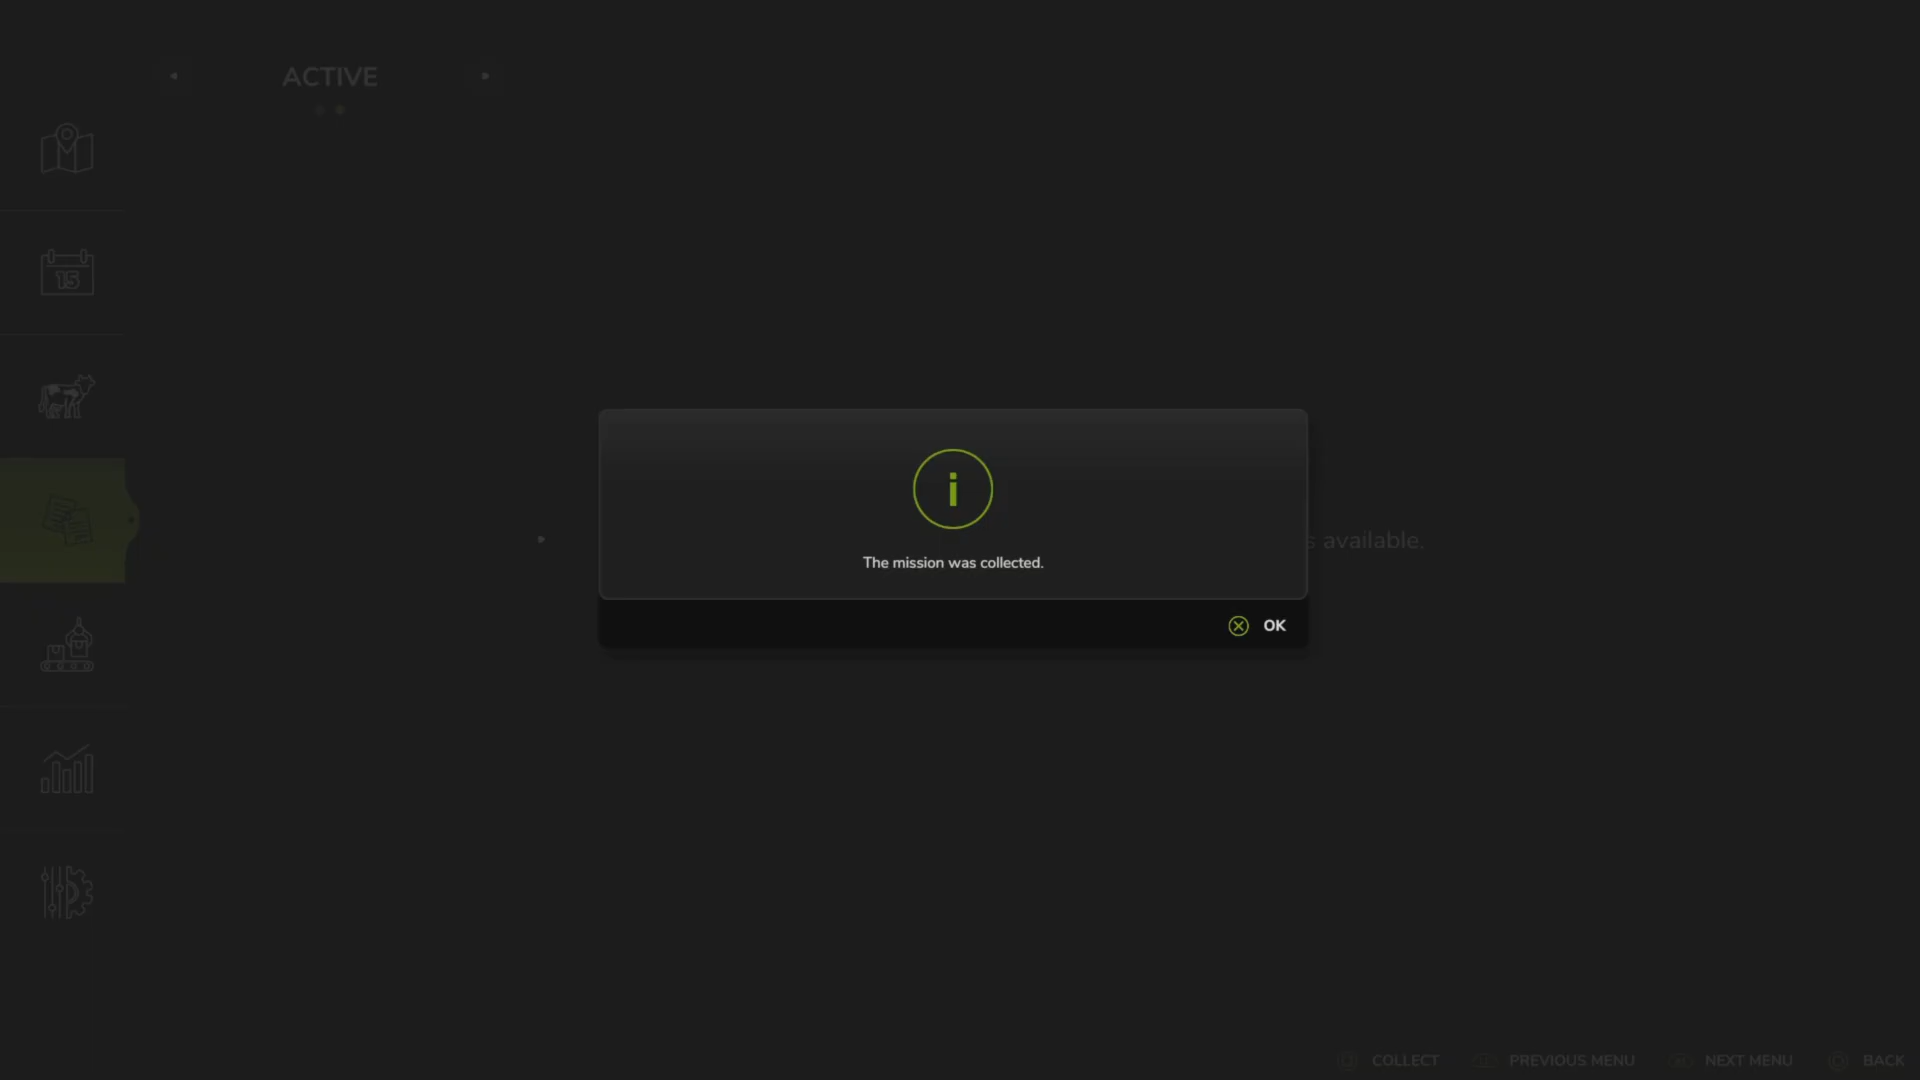 ACTIVE
15
s available.
The mission was collected.
OK
COLLECT
PREVIOUS MENU
NEXT MENU
BACK